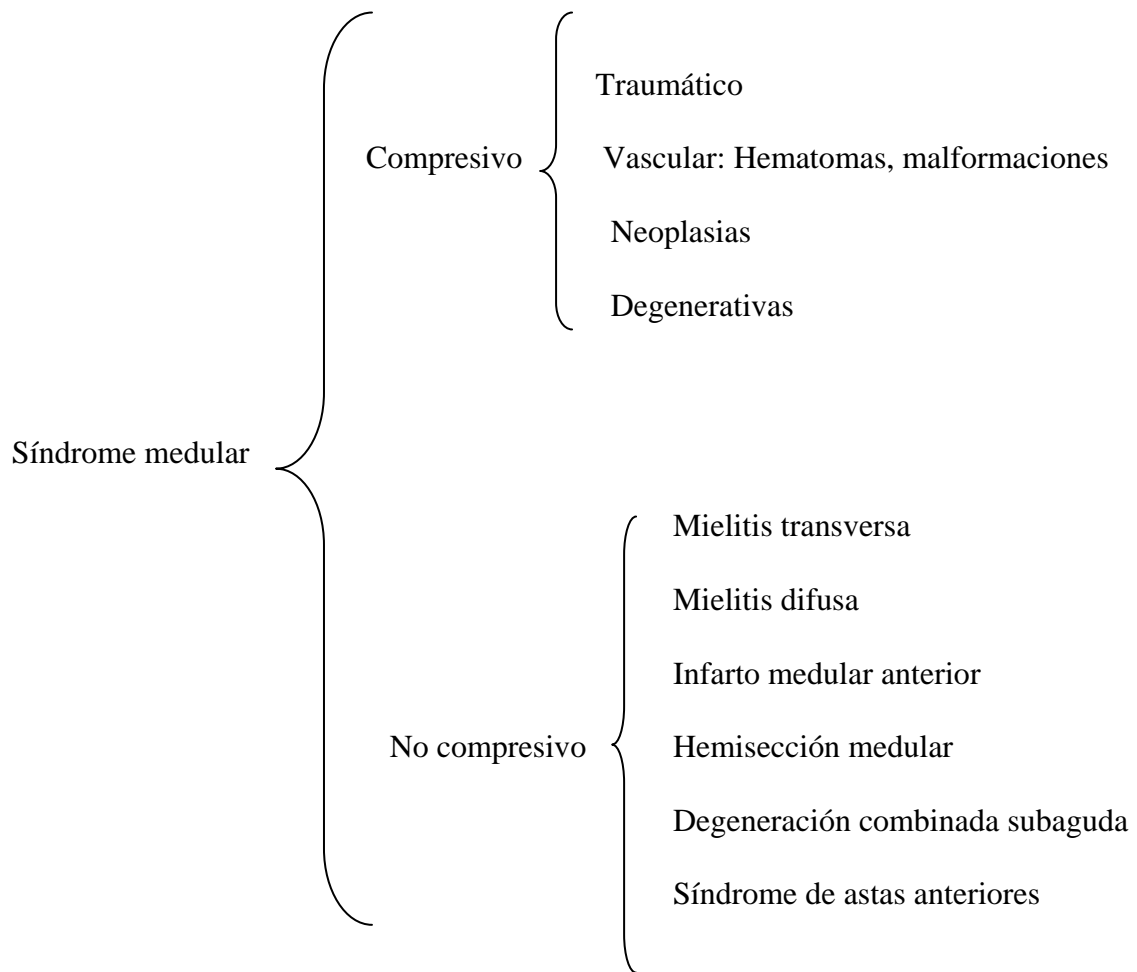 Síndrome medular
Compresivo
Traumático
Vascular: Hematomas, malformaciones
Neoplasias
Degenerativas
No compresivo
Mielitis transversa
Mielitis difusa
Infarto medular anterior
Hemisección medular
Degeneración combinada subaguda
Síndrome de astas anteriores